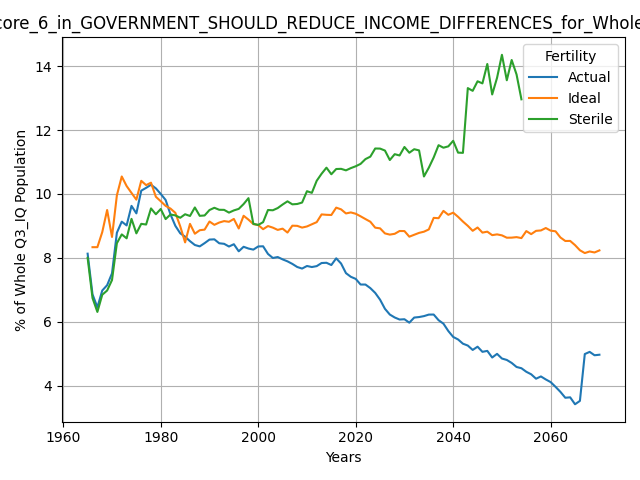 core_6_in_GOVERNMENT_SHOULD_REDUCE_INCOME_DIFFERENCES_for_Whole
Fertility
Actual
Ideal
Sterile
% of Whole Q3_IQ Population
14
12
10
8
6
4
1960 1980 2000 2020 2040 2060
Years